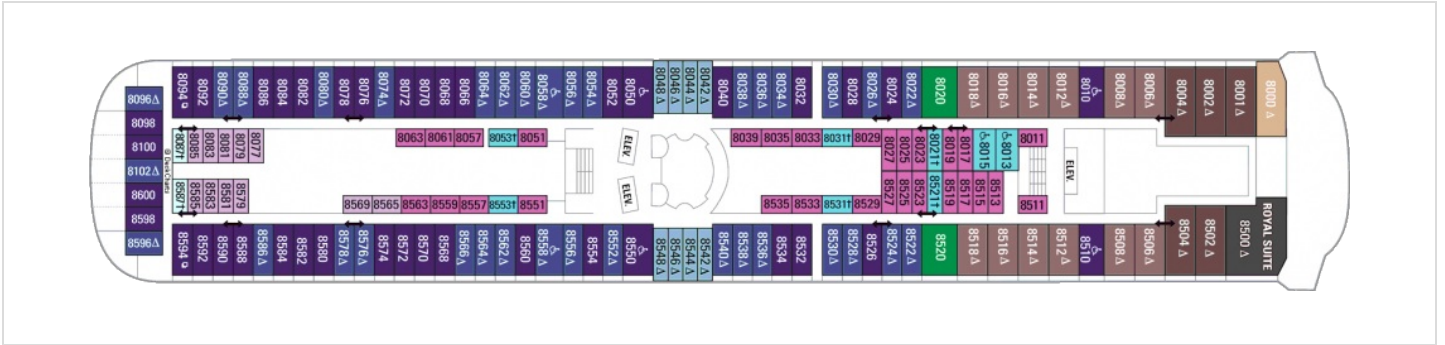 8094 8092 8090Δ 8088Δ 8086 8084 8082 8080Δ 8078 8076 8074Δ 8072 8070 8068 8066 8064Δ 8062Δ 8060Δ 8058Δ 8056Δ 8054Δ 8052 8050 8048Δ 8046Δ 8044Δ 8042Δ 8040 8038Δ 8036Δ 8034Δ 8032 8030Δ 8028 8026Δ 8024 8022Δ 8020 8018Δ 8016Δ 8014Δ 8012Δ 8010 8008Δ 8006Δ 8004Δ 8002Δ 8001Δ 8000Δ
8096Δ
8098
8100
8102Δ
8600
8598
8596Δ
© DeckCharts
8087† 8085 8083 8081 8079 8077
8063 8061 8057 8053† 8051
ELEV.
8039 8035 8033 8031† 8029
8027 8025 8023 8021† 8019 8017 8015 8013 8011
8587† 8585 8583 8581 8579
8569 8565 8563 8559 8557 8553† 8551
ELEV.
8535 8533 8531† 8529
8527 8525 8523 8521† 8519 8517 8515 8513 8511
ELEV.
8594 8592 8590 8588 8586Δ 8584 8582 8580 8578Δ 8576Δ 8574 8572 8570 8568 8566Δ 8564Δ 8562Δ 8560 8558Δ 8556Δ 8554 8552Δ 8550 8548Δ 8546Δ 8544Δ 8542Δ 8540Δ 8538Δ 8536Δ 8534 8532 8530Δ 8528Δ 8526 8524Δ 8522Δ 8520 8518Δ 8516Δ 8514Δ 8512Δ 8510 8508Δ 8506Δ 8504Δ 8502Δ 8500Δ
ROYAL SUITE